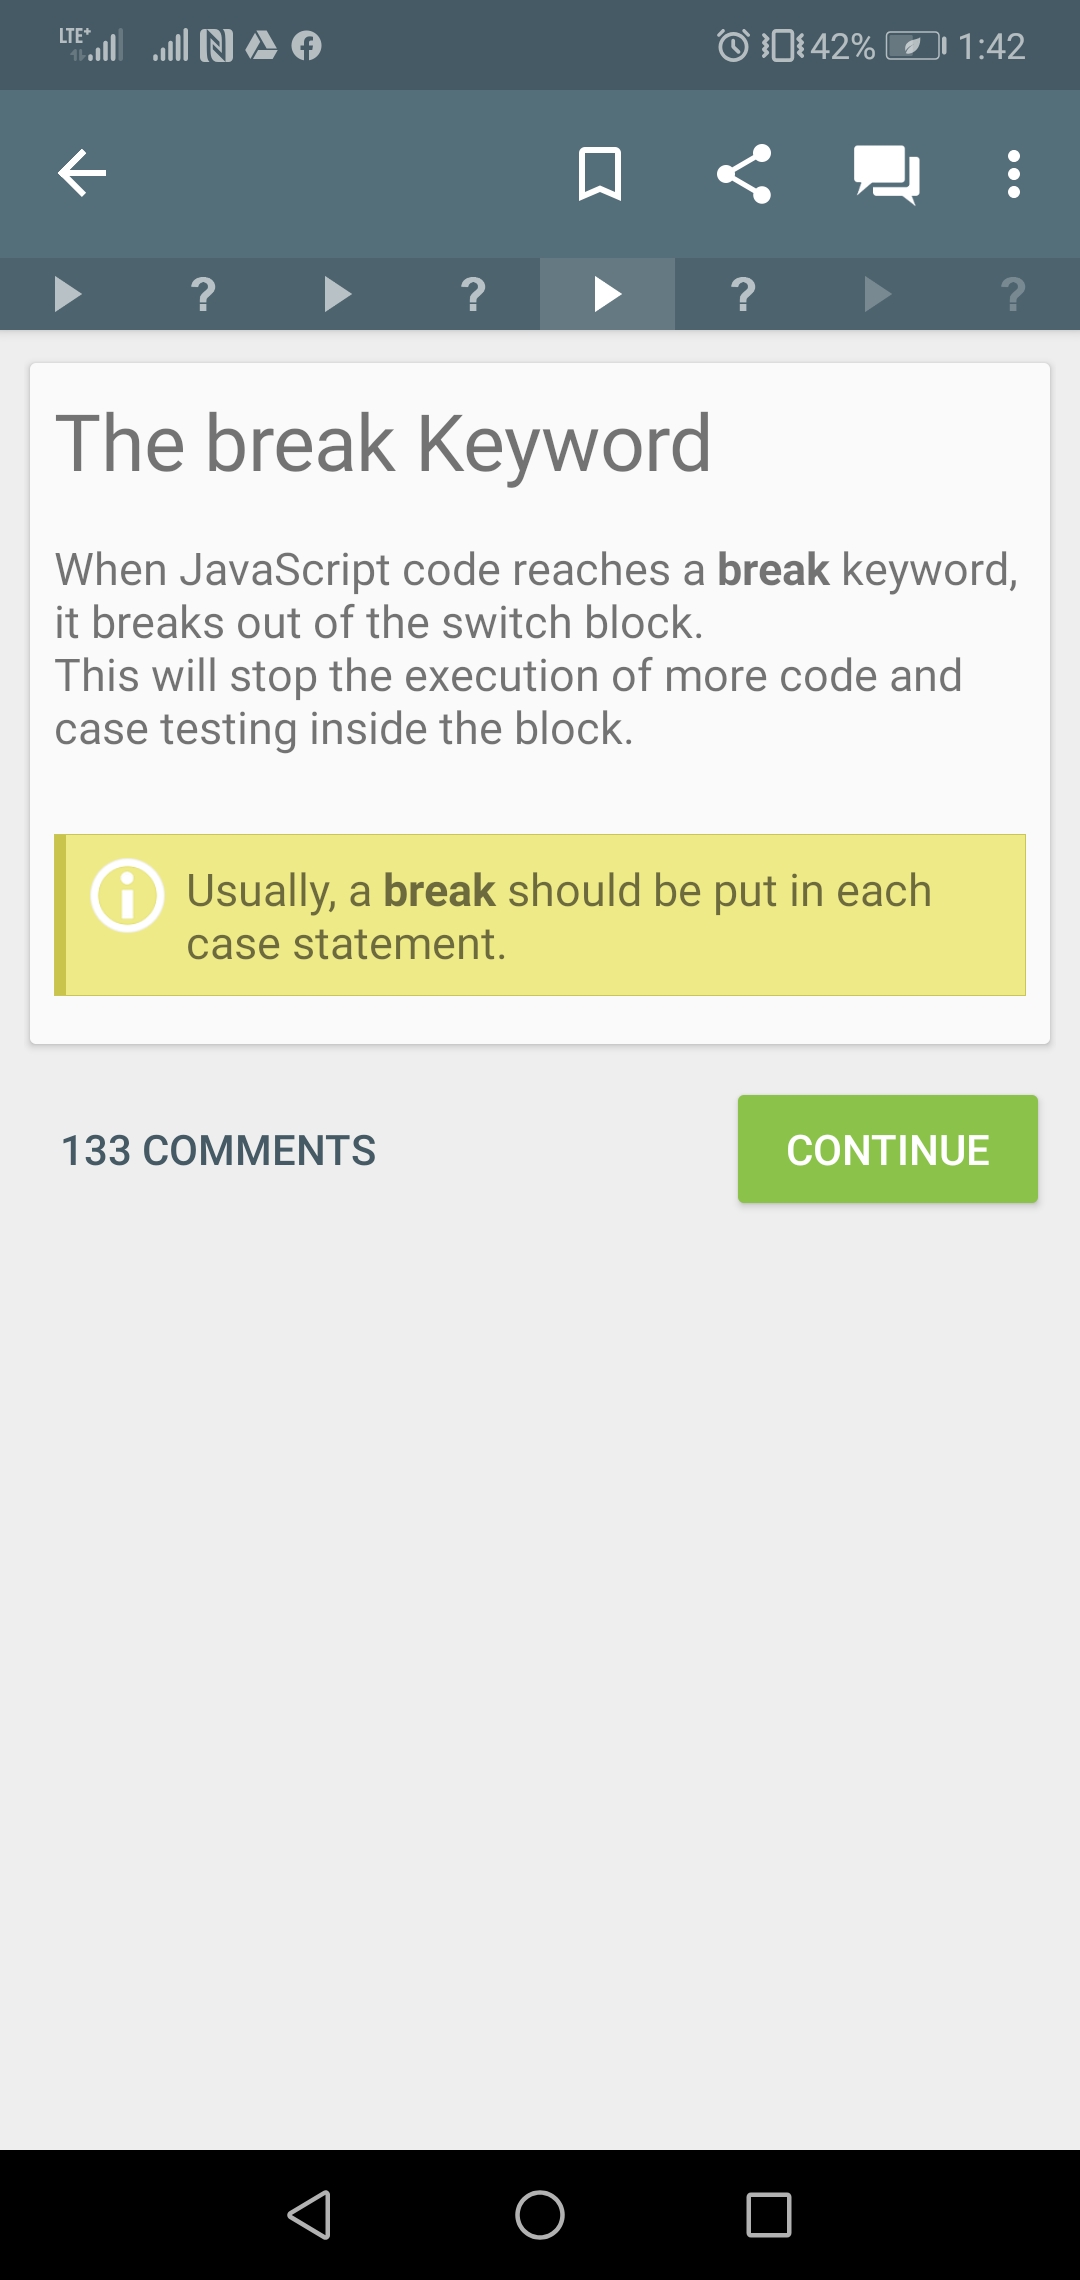 LTE+ 42% 1:42
? ? ? ?
The break Keyword
When JavaScript code reaches a break keyword,
it breaks out of the switch block.
This will stop the execution of more code and
case testing inside the block.
Usually, a break should be put in each
case statement.
133 COMMENTS CONTINUE